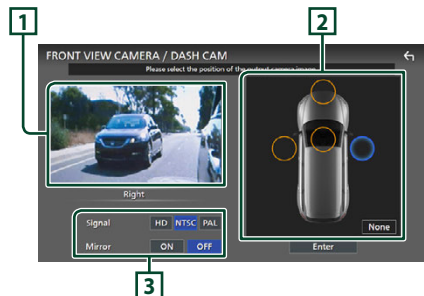 1
2
FRONT VIEW CAMERA / DASH CAM
Please select the position of the output camera image.
Right
Signal HD NTSC PAL
None
Mirror ON OFF
Enter
3